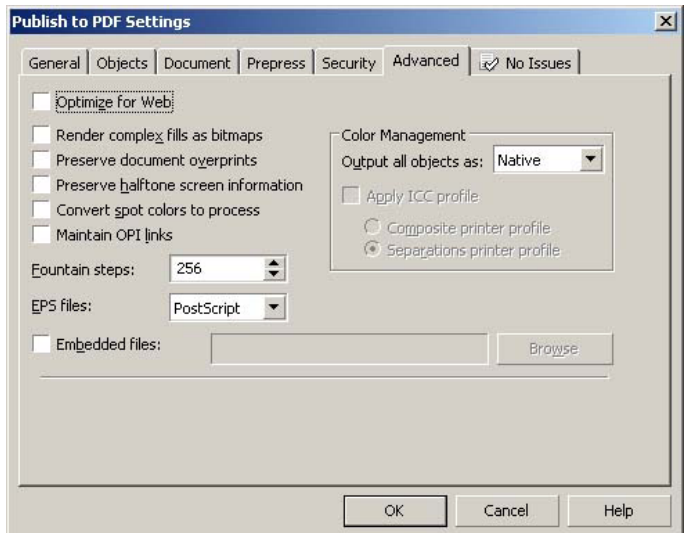 Publish to PDF Settings
General Objects Document Prepress Security Advanced No Issues
Optimize for Web
Render complex fills as bitmaps
Preserve document overprints
Preserve halftone screen information
Convert spot colors to process
Maintain OPI links
Fountain steps: 256
EPS files: PostScript
Color Management
Output all objects as: Native
Apply ICC profile
Composite printer profile
Separations printer profile
Embedded files: Browse
OK Cancel Help